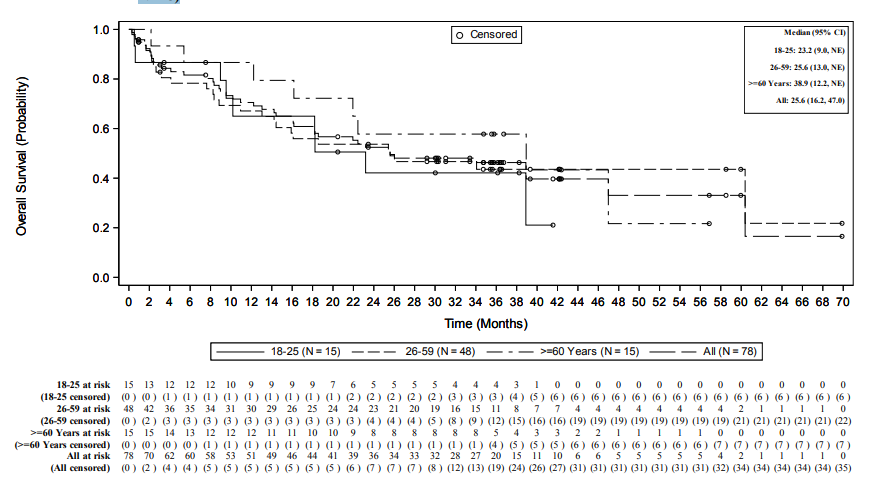 1.0
0.8
0.6
0.4
0.2
0.0
Overall Survival (Probability)
Censored
Median (95% CI)
18-25: 23.2 (9.0, NE)
26-59: 25.6 (13.0, NE)
>=60 Years: 38.9 (12.2, NE)
All: 25.6 (16.2, 47.0)
0 2 4 6 8 10 12 14 16 18 20 22 24 26 28 30 32 34 36 38 40 42 44 46 48 50 52 54 56 58 60 62 64 66 68 70
Time (Months)
18-25 (N = 15) 26-59 (N = 48) >=60 Years (N = 15) All (N = 78)
18-25 at risk 15 13 12 12 12 10 9 9 9 9 7 6 5 5 5 5 4 4 4 3 1 0 0 0 0 0 0 0 0 0 0 0 0 0 0 0
(18-25 censored) (0 ) (0 ) (1 ) (1 ) (1 ) (1 ) (1 ) (1 ) (1 ) (1 ) (1 ) (2 ) (2 ) (2 ) (2 ) (2 ) (3 ) (3 ) (3 ) (4 ) (5 ) (6 ) (6 ) (6 ) (6 ) (6 ) (6 ) (6 ) (6 ) (6 ) (6 ) (6 ) (6 ) (6 ) (6 ) (6 )
26-59 at risk 48 42 36 35 34 31 30 29 26 25 24 24 23 21 20 19 16 15 11 8 7 7 4 4 4 4 4 4 4 4 2 1 1 1 1 0
(26-59 censored) (0 ) (2 ) (3 ) (3 ) (3 ) (3 ) (3 ) (3 ) (3 ) (3 ) (3 ) (3 ) (4 ) (4 ) (4 ) (5 ) (8 ) (9 ) (12 ) (15 ) (16 ) (16 ) (19 ) (19 ) (19 ) (19 ) (19 ) (19 ) (19 ) (19 ) (21 ) (21 ) (21 ) (21 ) (21 ) (22 )
>=60 Years at risk 15 15 14 13 12 12 12 11 11 10 10 9 8 8 8 8 8 8 5 4 3 3 2 2 1 1 1 1 1 0 0 0 0 0 0 0
(>=60 Years censored) (0 ) (0 ) (0 ) (0 ) (1 ) (1 ) (1 ) (1 ) (1 ) (1 ) (1 ) (1 ) (1 ) (1 ) (1 ) (1 ) (1 ) (1 ) (4 ) (5 ) (5 ) (5 ) (6 ) (6 ) (6 ) (6 ) (6 ) (6 ) (6 ) (7 ) (7 ) (7 ) (7 ) (7 ) (7 ) (7 )
All at risk 78 70 62 60 58 53 51 49 46 44 41 39 36 34 33 32 28 27 20 15 11 10 6 6 5 5 5 5 5 4 2 1 1 1 1 0
(All censored) (0 ) (2 ) (4 ) (4 ) (5 ) (5 ) (5 ) (5 ) (5 ) (5 ) (5 ) (6 ) (7 ) (7 ) (7 ) (8 ) (12 ) (13 ) (19 ) (24 ) (26 ) (27 ) (31 ) (31 ) (31 ) (31 ) (31 ) (31 ) (31 ) (32 ) (34 ) (34 ) (34 ) (34 ) (34 ) (35 )